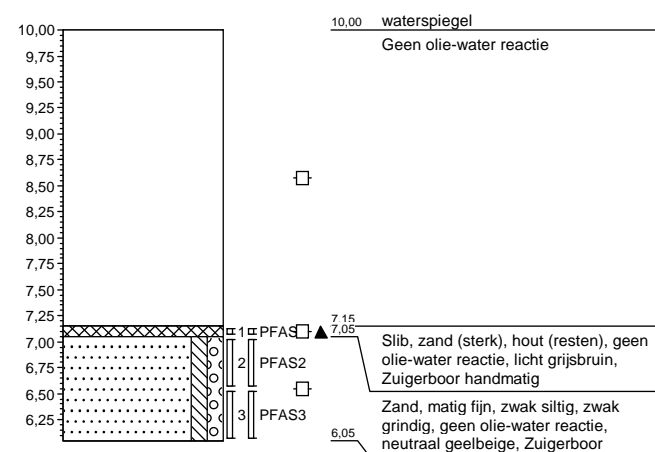 10,00 waterspiegel
10,00
Geen olie-water reactie
9,75
9,50
9,25
9,00
8,75
8,50
8,25
8,00
7,75
7,50
7,25
7,15
1 PFAS
7,05
7,00
Slib, zand (sterk), hout (resten), geen
olie-water reactie, licht grijsbruin,
Zuigerboor handmatig
6,75
2 PFAS2
6,50
3 PFAS3
6,25
6,05
Zand, matig fijn, zwak siltig, zwak
grindig, geen olie-water reactie,
neutraal geelbeige, Zuigerboor